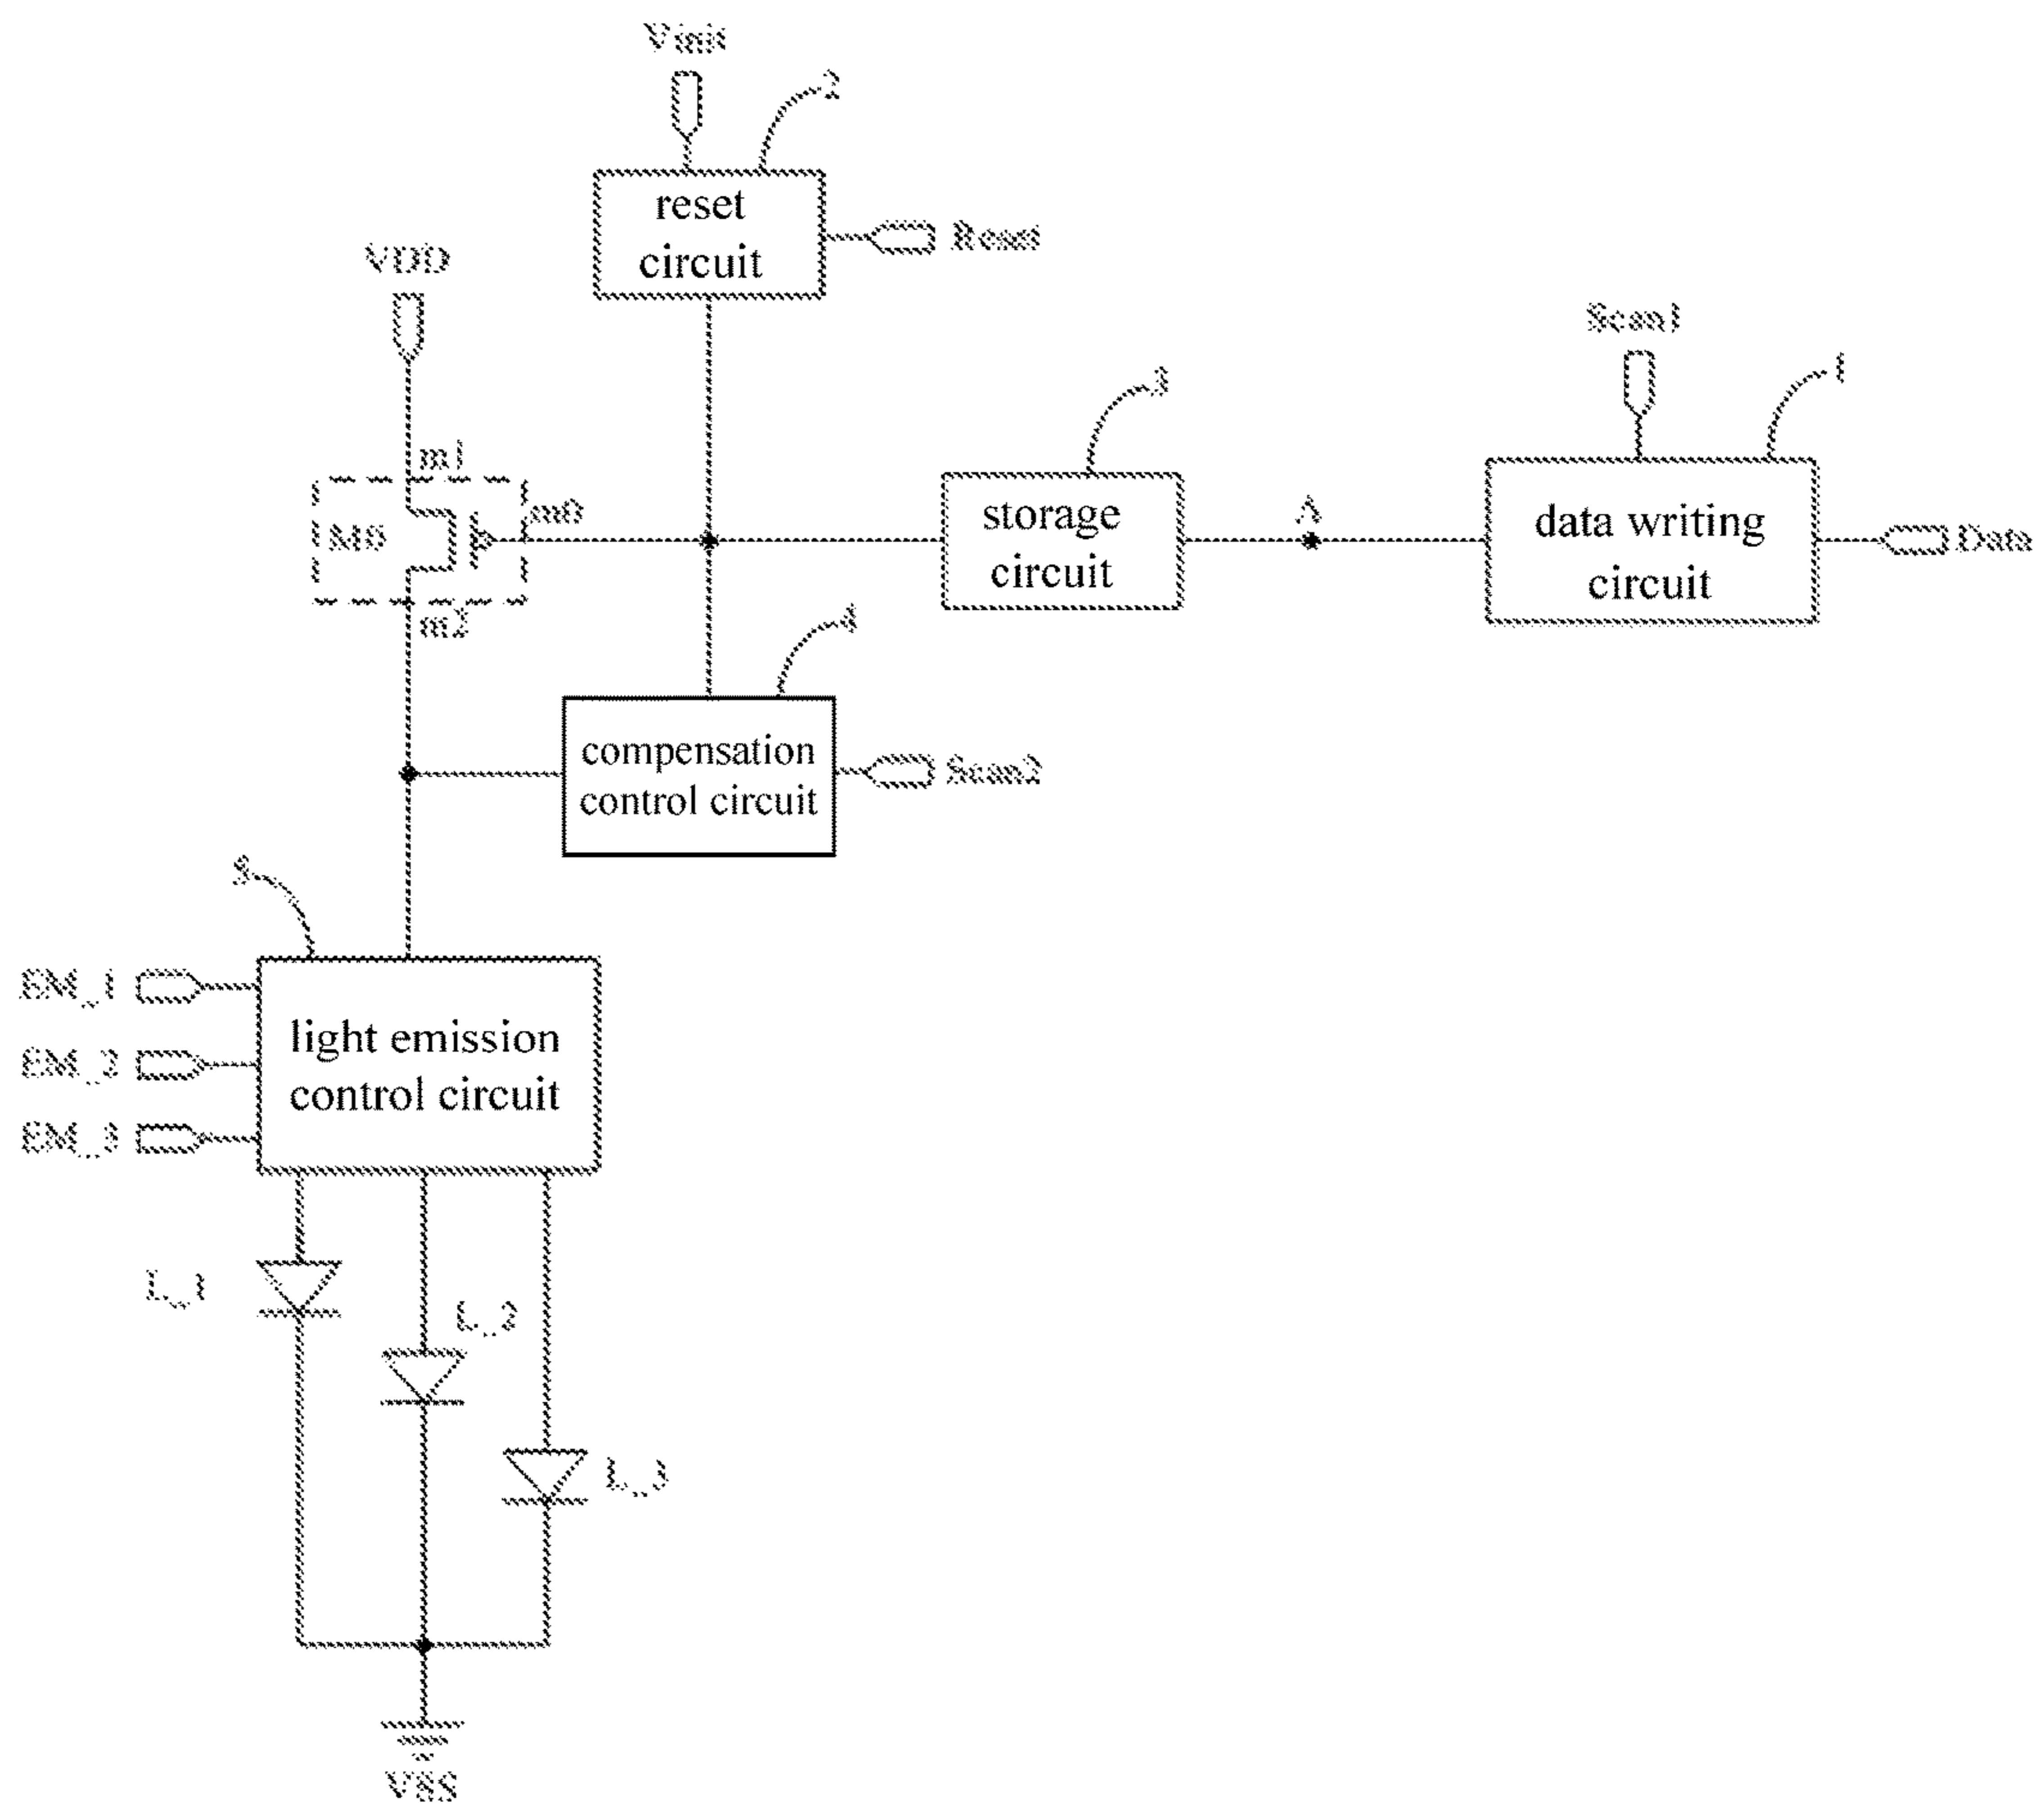 Vinit
2
reset
circuit
Reset
VDD
Scan1
1
3
m1
M0
m0
storage
circuit
A
data writing
circuit
Data
m2
4
compensation
control circuit
Scan2
5
EM_1
EM_2
EM_3
light emission
control circuit
L_1
L_2
L_3
VSS